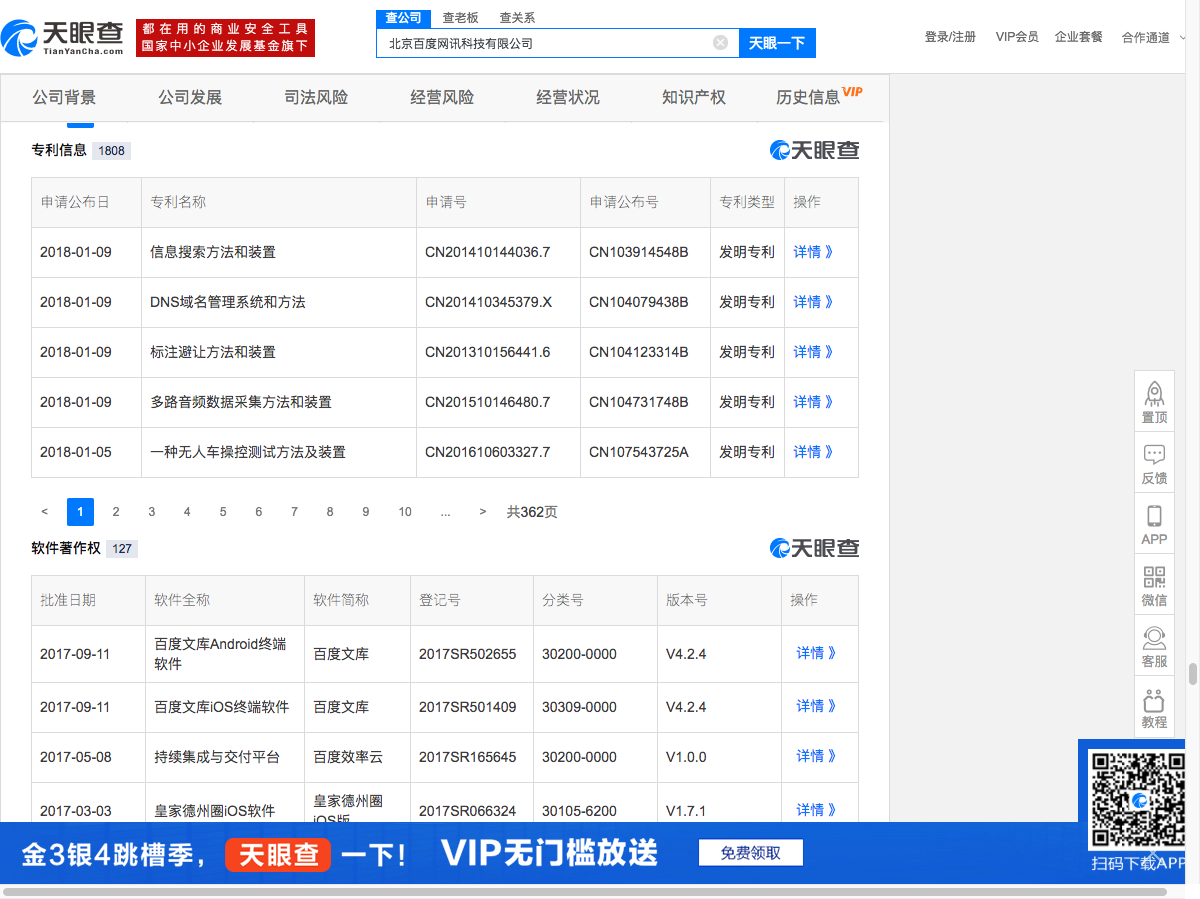 天眼查
TianYanCha.com
都在用的商业安全工具
国家中小企业发展基金旗下
查公司 查老板 查关系
北京百度网讯科技有限公司
天眼一下
登录/注册 VIP会员 企业套餐 合作通道
公司背景 公司发展 司法风险 经营风险 经营状况 知识产权 历史信息 VIP
专利信息 1808
天眼查
申请公布日 专利名称 申请号 申请公布号 专利类型 操作
2018-01-09 信息搜索方法和装置 CN201410144036.7 CN103914548B 发明专利 详情 》
2018-01-09 DNS域名管理系统和方法 CN201410345379.X CN104079438B 发明专利 详情 》
2018-01-09 标注避让方法和装置 CN201310156441.6 CN104123314B 发明专利 详情 》
2018-01-09 多路音频数据采集方法和装置 CN201510146480.7 CN104731748B 发明专利 详情 》
2018-01-05 一种无人车操控测试方法及装置 CN201610603327.7 CN107543725A 发明专利 详情 》
< 1 2 3 4 5 6 7 8 9 10 ... > 共362页
软件著作权 127
天眼查
批准日期 软件全称 软件简称 登记号 分类号 版本号 操作
2017-09-11 百度文库Android终端软件 百度文库 2017SR502655 30200-0000 V4.2.4 详情 》
2017-09-11 百度文库iOS终端软件 百度文库 2017SR501409 30309-0000 V4.2.4 详情 》
2017-05-08 持续集成与交付平台 百度效率云 2017SR165645 30200-0000 V1.0.0 详情 》
2017-03-03 皇家德州圈iOS软件 皇家德州圈iOS版 2017SR066324 30105-6200 V1.7.1 详情 》
置顶
反馈
APP
微信
客服
教程
金3银4跳槽季，天眼查一下！ VIP无门槛放送 免费领取
扫码下载APP